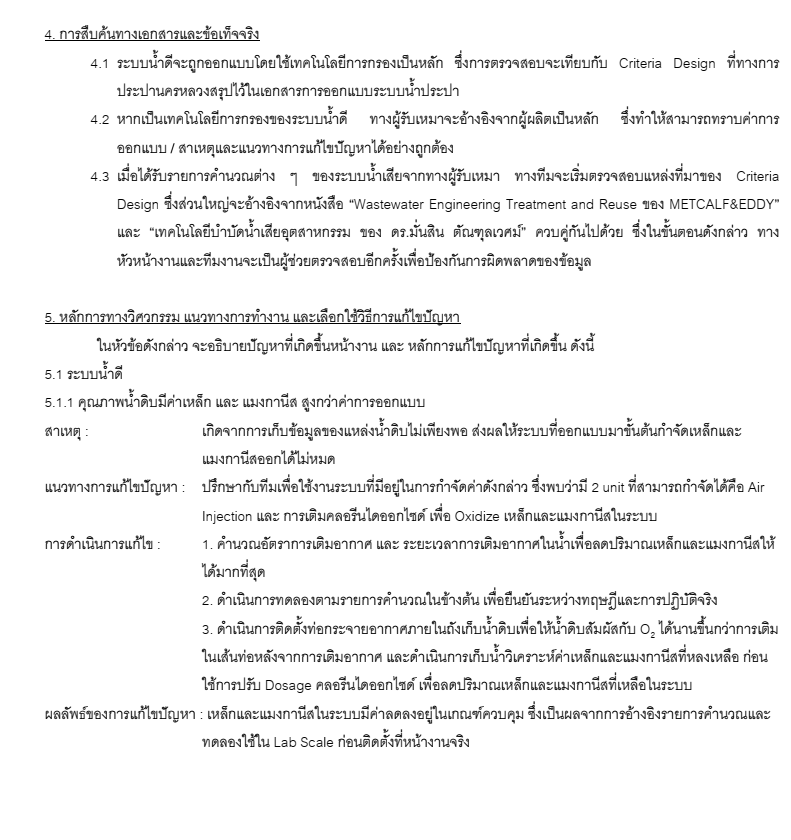 4. การสืบค้นทางเอกสารและข้อเท็จจริง
4.1 ระบบน้ำดีจะถูกออกแบบโดยใช้เทคโนโลยีการกรองเป็นหลัก ซึ่งการตรวจสอบจะเทียบกับ Criteria Design ที่ทางการ
ประปานครหลวงสรุปไว้ในเอกสารการออกแบบระบบน้ำประปา
4.2 หากเป็นเทคโนโลยีการกรองของระบบน้ำดี ทางผู้รับเหมาจะอ้างอิงจากผู้ผลิตเป็นหลัก ซึ่งทำให้สามารถทราบค่าการ
ออกแบบ / สาเหตุและแนวทางการแก้ไขปัญหาได้อย่างถูกต้อง
4.3 เมื่อได้รับรายการคำนวณต่าง ๆ ของระบบน้ำเสียจากทางผู้รับเหมา ทางทีมจะเริ่มตรวจสอบแหล่งที่มาของ Criteria
Design ซึ่งส่วนใหญ่จะอ้างอิงจากหนังสือ “Wastewater Engineering Treatment and Reuse ของ METCALF&EDDY”
และ “เทคโนโลยีบำบัดน้ำเสียอุตสาหกรรม ของ ดร.มั่นสิน ตัณฑุลเวศม์” ควบคู่กันไปด้วย ซึ่งในขั้นตอนดังกล่าว ทาง
หัวหน้างานและทีมงานจะเป็นผู้ช่วยตรวจสอบอีกครั้งเพื่อป้องกันการผิดพลาดของข้อมูล
5. หลักการทางวิศวกรรม แนวทางการทำงาน และเลือกใช้วิธีการแก้ไขปัญหา
ในหัวข้อดังกล่าว จะอธิบายปัญหาที่เกิดขึ้นหน้างาน และ หลักการแก้ไขปัญหาที่เกิดขึ้น ดังนี้
5.1 ระบบน้ำดี
5.1.1 คุณภาพน้ำดิบมีค่าเหล็ก และ แมงกานีส สูงกว่าค่าการออกแบบ
สาเหตุ : เกิดจากการเก็บข้อมูลของแหล่งน้ำดิบไม่เพียงพอ ส่งผลให้ระบบที่ออกแบบมาขั้นต้นกำจัดเหล็กและ
แมงกานีสออกได้ไม่หมด
แนวทางการแก้ไขปัญหา : ปรึกษากับทีมเพื่อใช้งานระบบที่มีอยู่ในการกำจัดค่าดังกล่าว ซึ่งพบว่ามี 2 unit ที่สามารถกำจัดได้คือ Air
Injection และ การเติมคลอรีนไดออกไซด์ เพื่อ Oxidize เหล็กและแมงกานีสในระบบ
การดำเนินการแก้ไข : 1. คำนวณอัตราการเติมอากาศ และ ระยะเวลาการเติมอากาศในน้ำเพื่อลดปริมาณเหล็กและแมงกานีสให้
ได้มากที่สุด
2. ดำเนินการทดลองตามรายการคำนวณในข้างต้น เพื่อยืนยันระหว่างทฤษฎีและการปฏิบัติจริง
3. ดำเนินการติดตั้งท่อกระจายอากาศภายในถังเก็บน้ำดิบเพื่อให้น้ำดิบสัมผัสกับ O₂ ได้นานขึ้นกว่าการเติม
ในเส้นท่อหลังจากการเติมอากาศ และดำเนินการเก็บน้ำวิเคราะห์ค่าเหล็กและแมงกานีสที่หลงเหลือ ก่อน
ใช้การปรับ Dosage คลอรีนไดออกไซด์ เพื่อลดปริมาณเหล็กและแมงกานีสที่เหลือในระบบ
ผลลัพธ์ของการแก้ไขปัญหา : เหล็กและแมงกานีสในระบบมีค่าลดลงอยู่ในเกณฑ์ควบคุม ซึ่งเป็นผลจากการอ้างอิงรายการคำนวณและ
ทดลองใช้ใน Lab Scale ก่อนติดตั้งที่หน้างานจริง